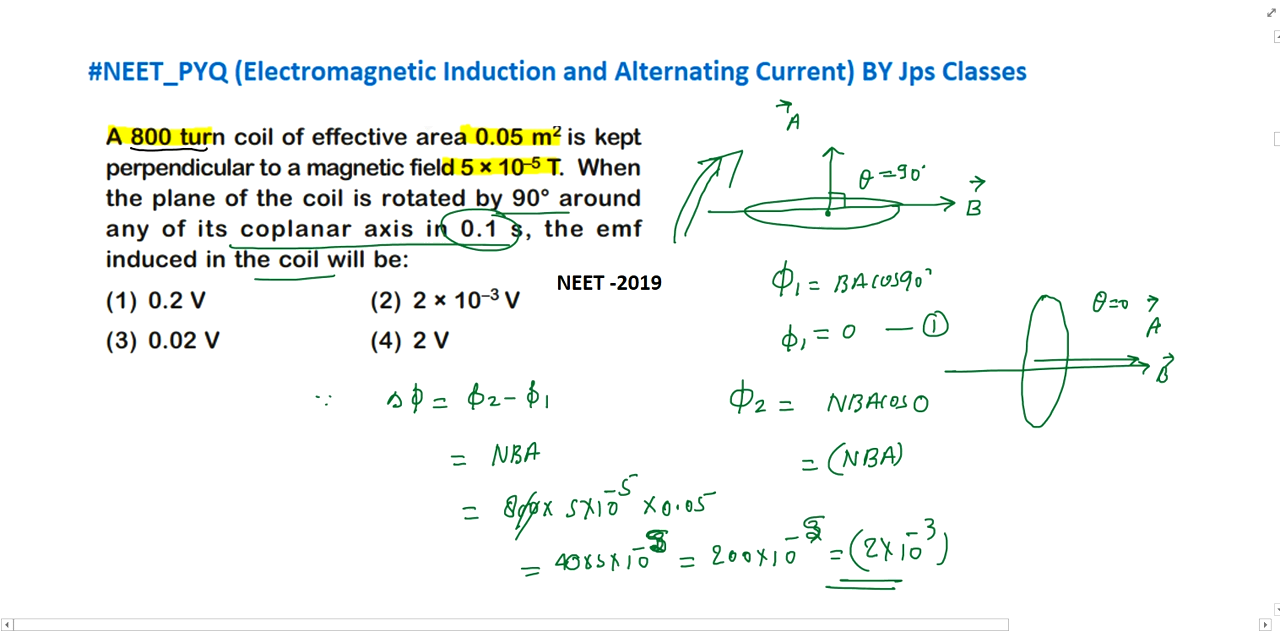 #NEET_PYQ (Electromagnetic Induction and Alternating Current) BY Jps Classes
A 800 turn coil of effective area 0.05 m² is kept
perpendicular to a magnetic field 5 × 10⁻⁵ T. When
the plane of the coil is rotated by 90° around
any of its coplanar axis in 0.1 s, the emf
induced in the coil will be:
(1) 0.2 V (2) 2 × 10⁻³ V
(3) 0.02 V (4) 2 V
NEET -2019
A⃗
θ = 90°
B⃗
ϕ₁ = BA cos90°
ϕ₁ = 0 — ①
θ=0 A⃗
B⃗
ϕ₂ = NBA cos 0
= (NBA)
∵ Δϕ = ϕ₂ - ϕ₁
= NBA
= 800 × 5×10⁻⁵ × 0.05
= 40×5×10⁻⁵ = 200×10⁻⁵ = (2×10⁻³)